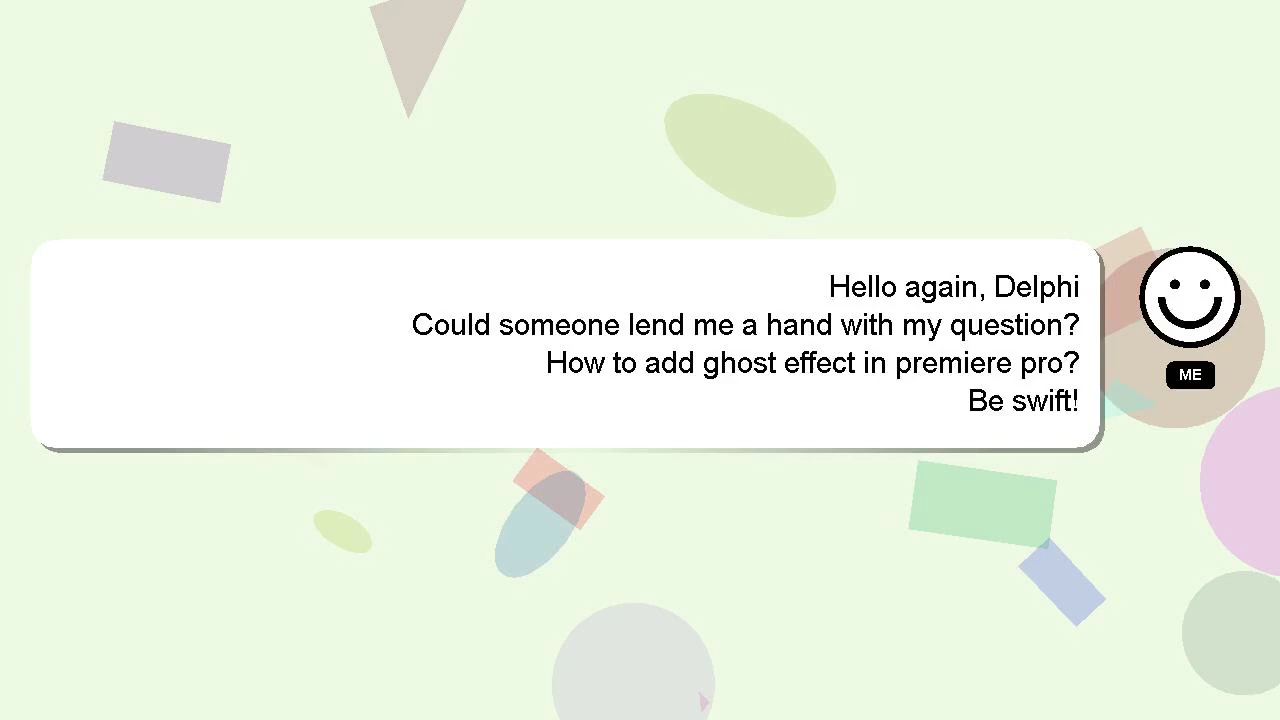 Hello again, Delphi
Could someone lend me a hand with my question?
How to add ghost effect in premiere pro?
Be swift!
ME